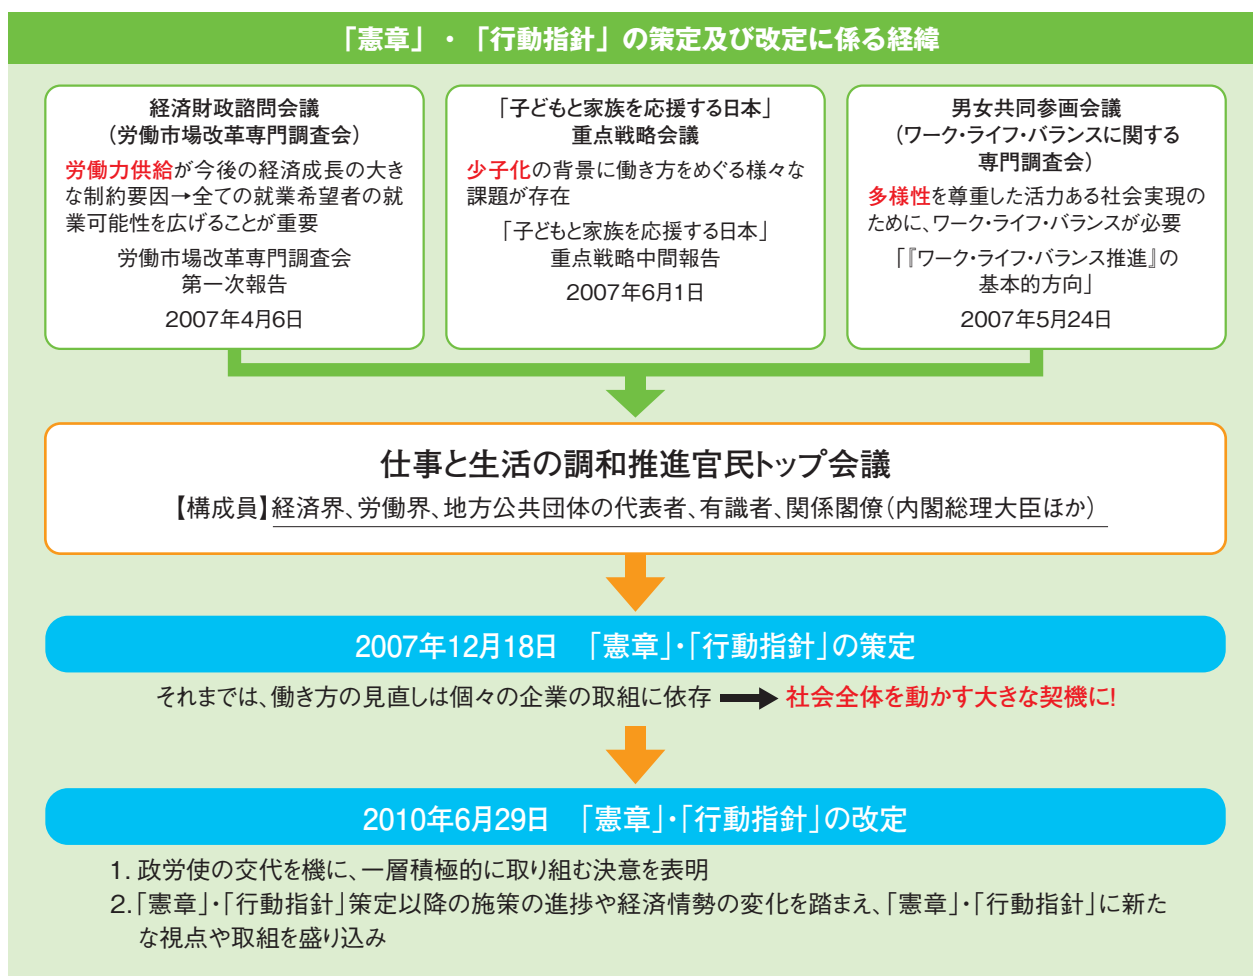 「憲章」・「行動指針」の策定及び改定に係る経緯
経済財政諮問会議
（労働市場改革専門調査会）
労働力供給が今後の経済成長の大き
な制約要因→全ての就業希望者の就
業可能性を広げることが重要
労働市場改革専門調査会
第一次報告
2007年4月6日
「子どもと家族を応援する日本」
重点戦略会議
少子化の背景に働き方をめぐる様々な
課題が存在
「子どもと家族を応援する日本」
重点戦略中間報告
2007年6月1日
男女共同参画会議
（ワーク・ライフ・バランスに関する
専門調査会）
多様性を尊重した活力ある社会実現の
ために、ワーク・ライフ・バランスが必要
「『ワーク・ライフ・バランス推進』の
基本的方向」
2007年5月24日
仕事と生活の調和推進官民トップ会議
【構成員】経済界、労働界、地方公共団体の代表者、有識者、関係閣僚（内閣総理大臣ほか）
2007年12月18日　「憲章」・「行動指針」の策定
それまでは、働き方の見直しは個々の企業の取組に依存 → 社会全体を動かす大きな契機に!
2010年6月29日　「憲章」・「行動指針」の改定
1. 政労使の交代を機に、一層積極的に取り組む決意を表明
2.「憲章」・「行動指針」策定以降の施策の進捗や経済情勢の変化を踏まえ、「憲章」・「行動指針」に新た
な視点や取組を盛り込み